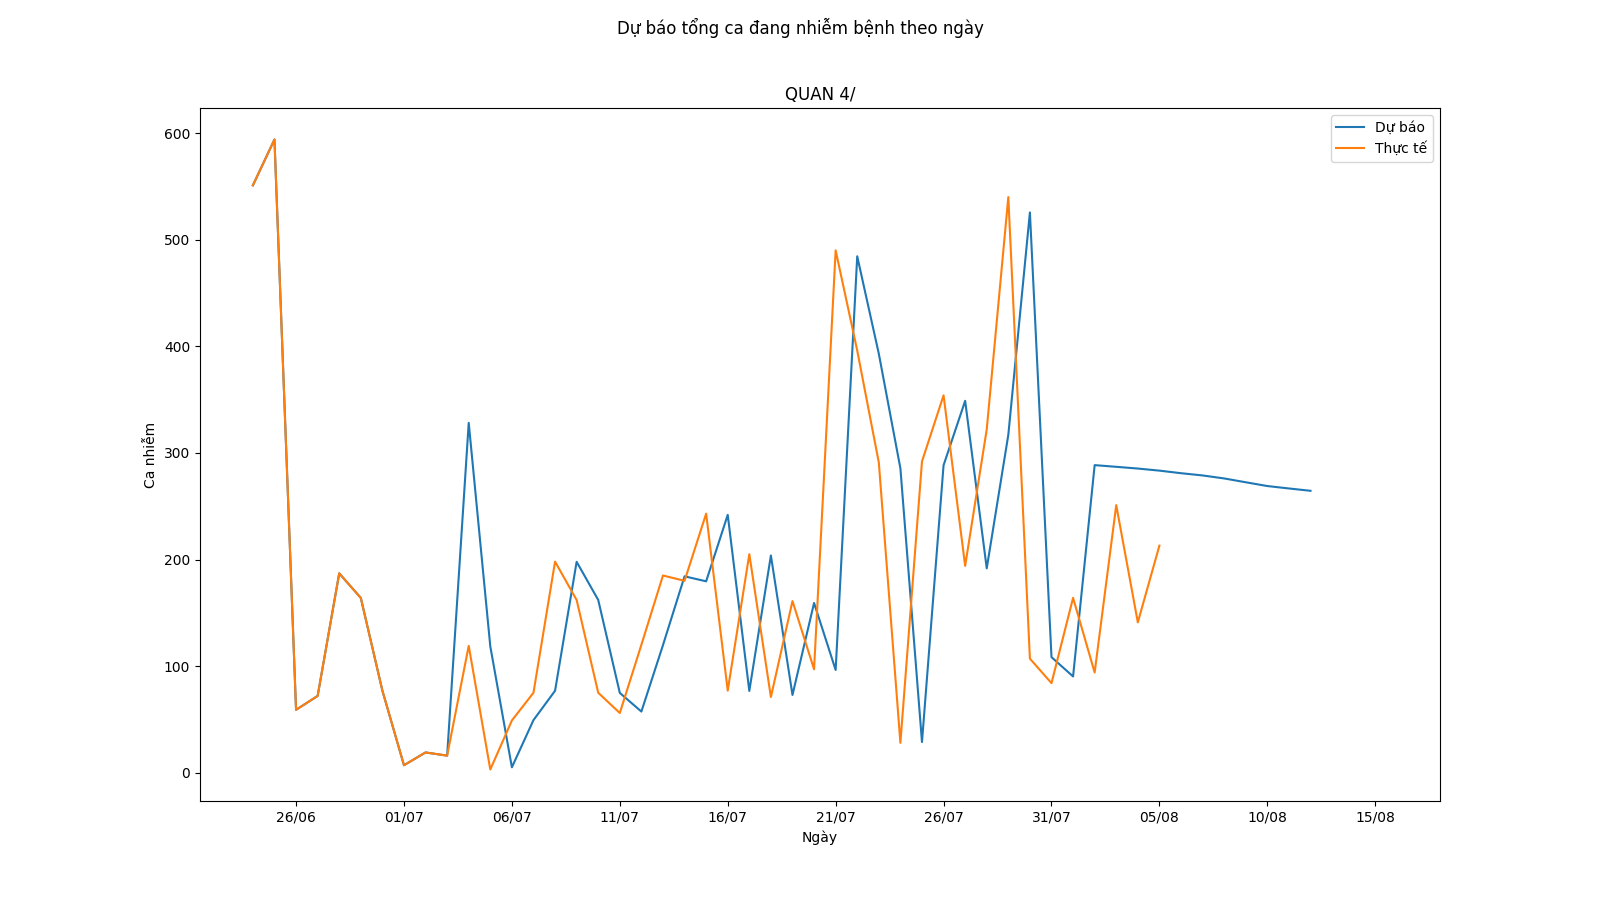 Dự báo tổng ca đang nhiễm bệnh theo ngày
QUAN 4/
Dự báo
Thực tế
600
500
400
300
200
100
0
Ca nhiễm
26/06 01/07 06/07 11/07 16/07 21/07 26/07 31/07 05/08 10/08 15/08
Ngày